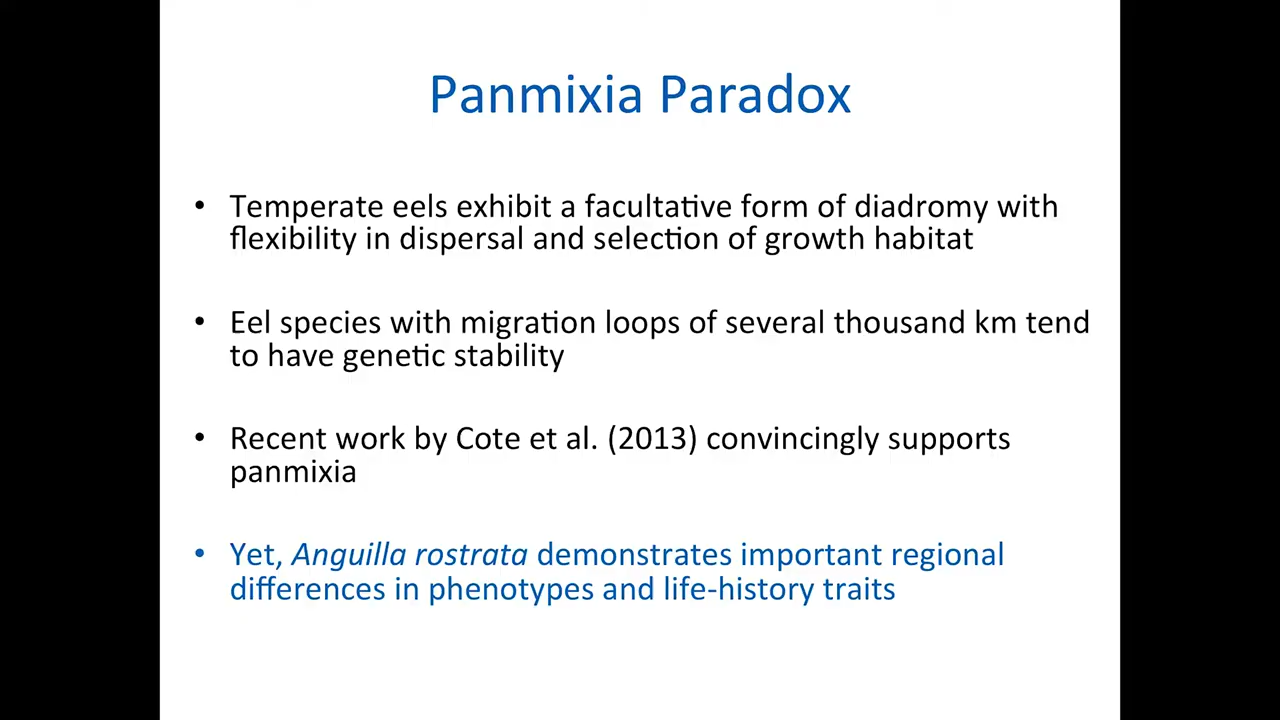 Panmixia Paradox
• Temperate eels exhibit a facultative form of diadromy with
flexibility in dispersal and selection of growth habitat
• Eel species with migration loops of several thousand km tend
to have genetic stability
• Recent work by Cote et al. (2013) convincingly supports
panmixia
• Yet, Anguilla rostrata demonstrates important regional
differences in phenotypes and life-history traits